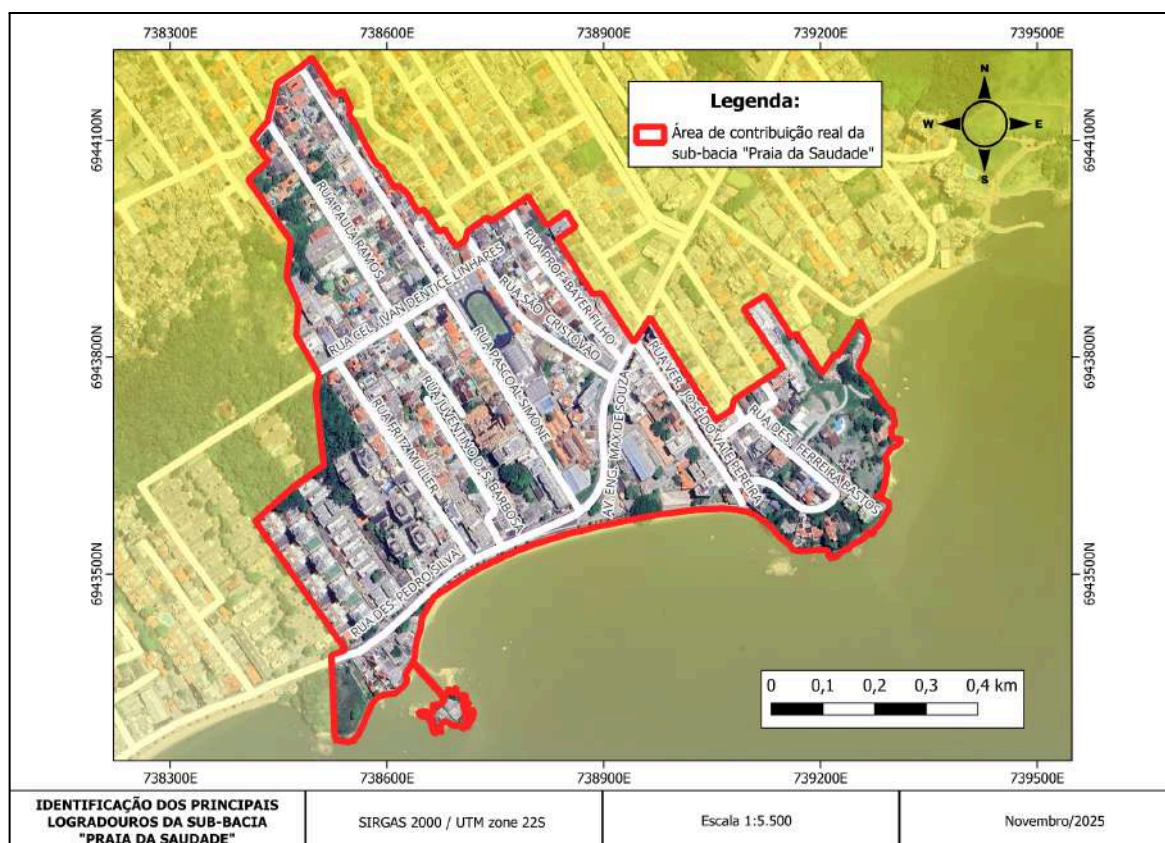 738300E 738600E 738900E 739200E 739500E
N
W E
S
Legenda:
Área de contribuição real da
sub-bacia "Praia da Saudade"
6944100N 6944100N
6943800N 6943800N
6943500N 6943500N
RUA PAULA RAMOS
RUA CEL. IVAN DENTICE LINHARES
RUA PROF. BAYER FILHO
RUA SÃO CRISTOVÃO
RUA PASCOAL SIMONE
RUA JUVENTINO DE S. BARBOSA
RUA FRITZ MULLER
AV. ENG. MAX DE SOUZA
RUA VER. JOSÉ DO VALE PEREIRA
RUA DES. FERREIRA BASTOS
RUA DES. PEDRO SILVA
0 0,1 0,2 0,3 0,4 km
738300E 738600E 738900E 739200E 739500E
IDENTIFICAÇÃO DOS PRINCIPAIS
LOGRADOUROS DA SUB-BACIA
"PRAIA DA SAUDADE"
SIRGAS 2000 / UTM zone 22S
Escala 1:5.500
Novembro/2025